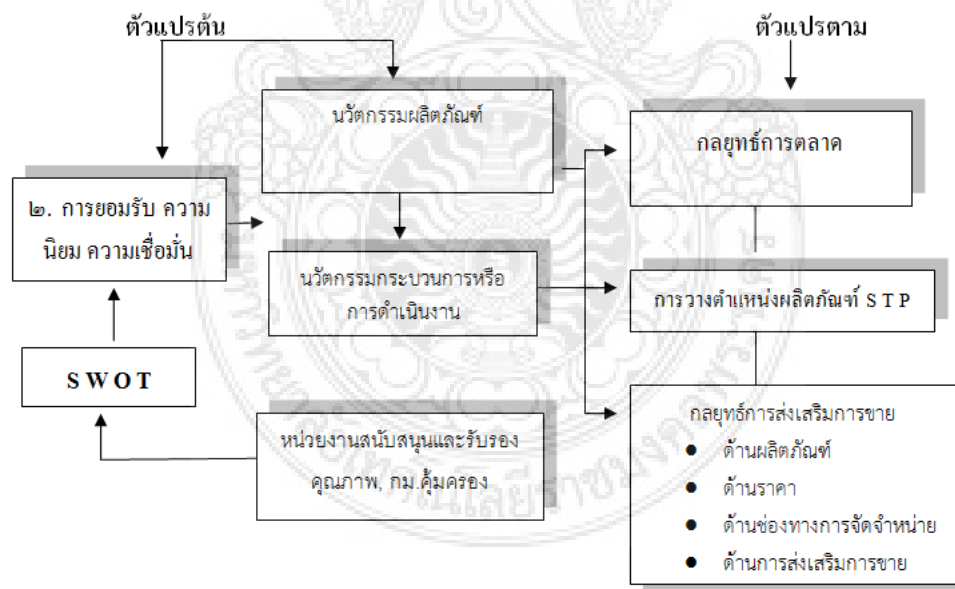 ตัวแปรต้น
ตัวแปรตาม
นวัตกรรมผลิตภัณฑ์
กลยุทธ์การตลาด
๒. การยอมรับ ความ
นิยม ความเชื่อมั่น
นวัตกรรมกระบวนการหรือ
การดำเนินงาน
การวางตำแหน่งผลิตภัณฑ์ S T P
S W O T
หน่วยงานสนับสนุนและรับรอง
คุณภาพ, กม.คุ้มครอง
กลยุทธ์การส่งเสริมการขาย
● ด้านผลิตภัณฑ์
● ด้านราคา
● ด้านช่องทางการจัดจำหน่าย
● ด้านการส่งเสริมการขาย